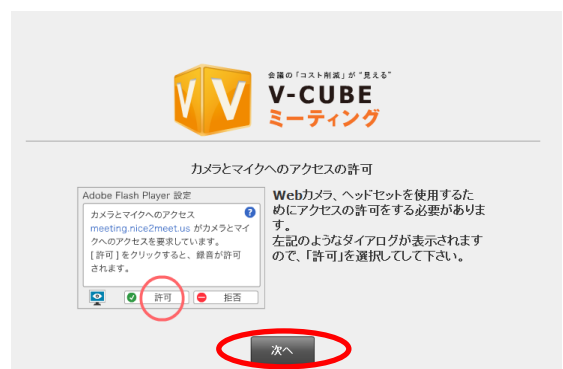 会議の「コスト削減」が“見える”
V-CUBE
ミーティング
カメラとマイクへのアクセスの許可
Adobe Flash Player 設定
カメラとマイクへのアクセス
meeting.nice2meet.us がカメラとマイ
クへのアクセスを要求しています。
[ 許可 ] をクリックすると、録音が許可
されます。
許可
拒否
Webカメラ、ヘッドセットを使用するた
めにアクセスの許可をする必要がありま
す。
左記のようなダイアログが表示されます
ので、「許可」を選択してして下さい。
次へ